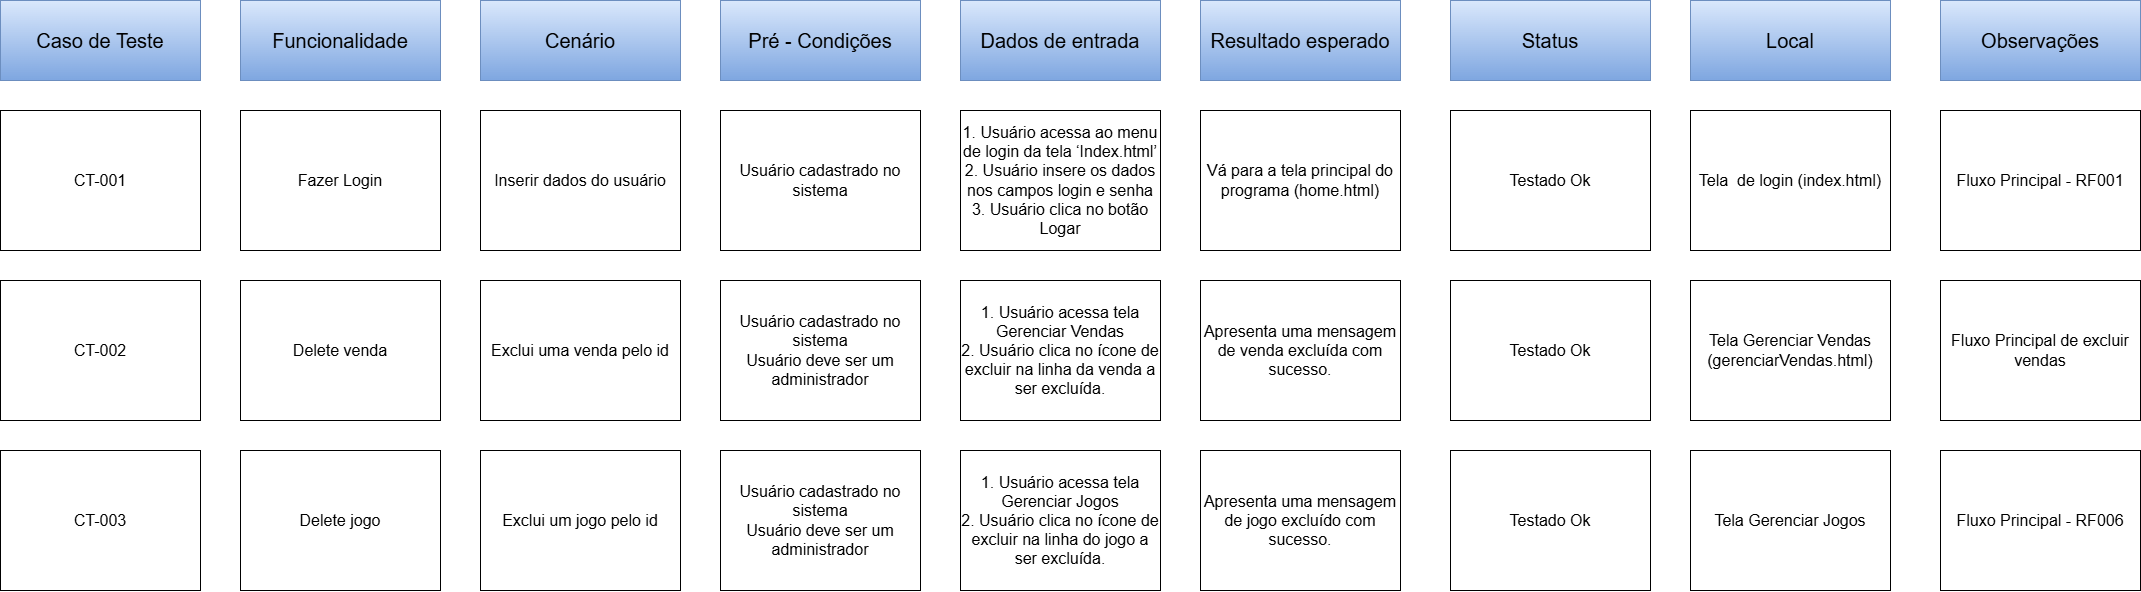 Caso de Teste
Funcionalidade
Cenário
Pré - Condições
Dados de entrada
Resultado esperado
Status
Local
Observações
CT-001
Fazer Login
Inserir dados do usuário
Usuário cadastrado no
sistema
1. Usuário acessa ao menu
de login da tela ‘Index.html’
2. Usuário insere os dados
nos campos login e senha
3. Usuário clica no botão
Logar
Vá para a tela principal do
programa (home.html)
Testado Ok
Tela  de login (index.html)
Fluxo Principal - RF001
CT-002
Delete venda
Exclui uma venda pelo id
Usuário cadastrado no
sistema
Usuário deve ser um
administrador
1. Usuário acessa tela
Gerenciar Vendas
2. Usuário clica no ícone de
excluir na linha da venda a
ser excluída.
Apresenta uma mensagem
de venda excluída com
sucesso.
Testado Ok
Tela Gerenciar Vendas
(gerenciarVendas.html)
Fluxo Principal de excluir
vendas
CT-003
Delete jogo
Exclui um jogo pelo id
Usuário cadastrado no
sistema
Usuário deve ser um
administrador
1. Usuário acessa tela
Gerenciar Jogos
2. Usuário clica no ícone de
excluir na linha do jogo a
ser excluída.
Apresenta uma mensagem
de jogo excluído com
sucesso.
Testado Ok
Tela Gerenciar Jogos
Fluxo Principal - RF006